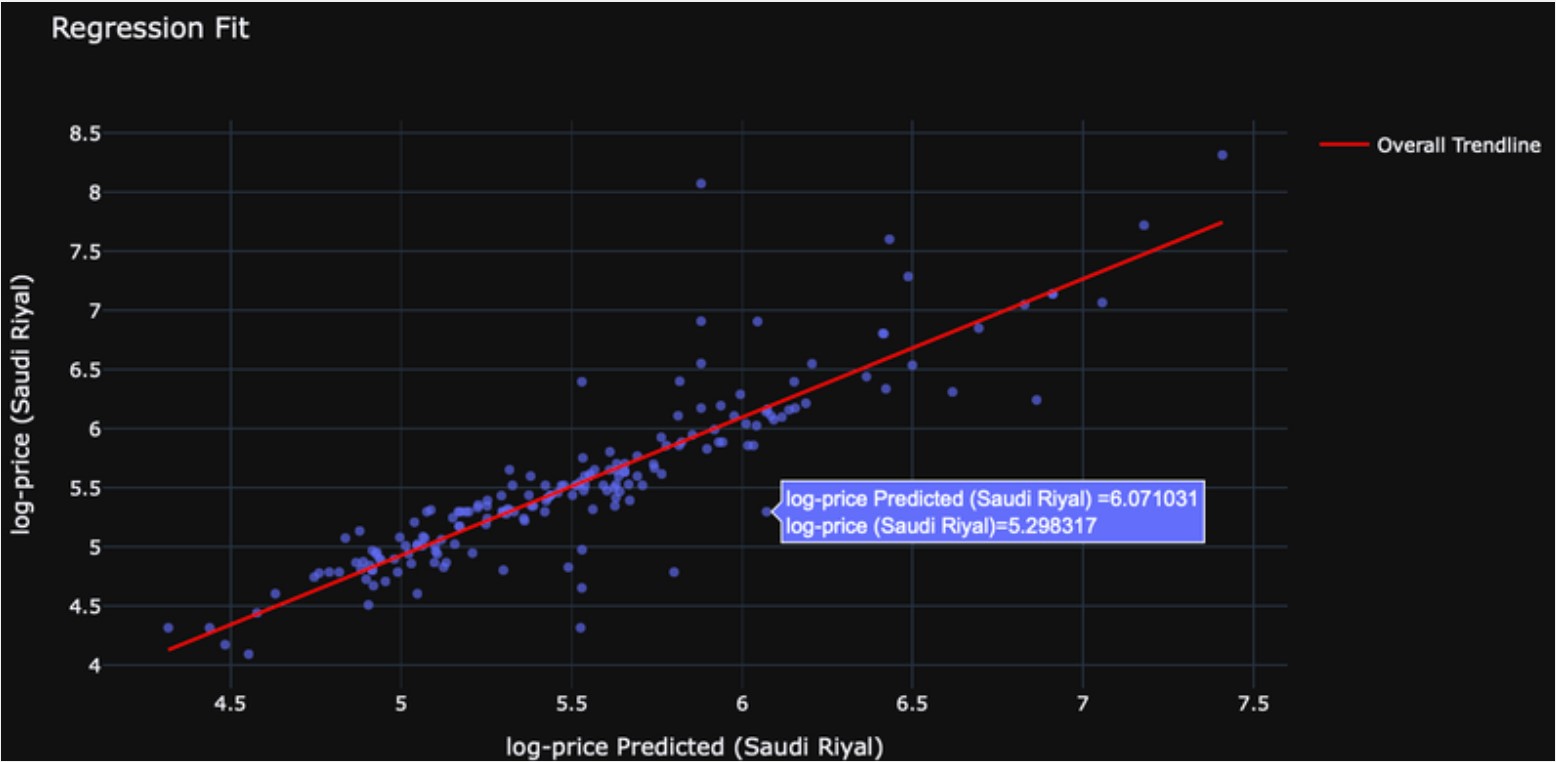 Regression Fit
8.5
8
7.5
7
6.5
6
5.5
5
4.5
4
log-price (Saudi Riyal)
4.5 5 5.5 6 6.5 7 7.5
log-price Predicted (Saudi Riyal)
Overall Trendline
log-price Predicted (Saudi Riyal) =6.071031
log-price (Saudi Riyal)=5.298317